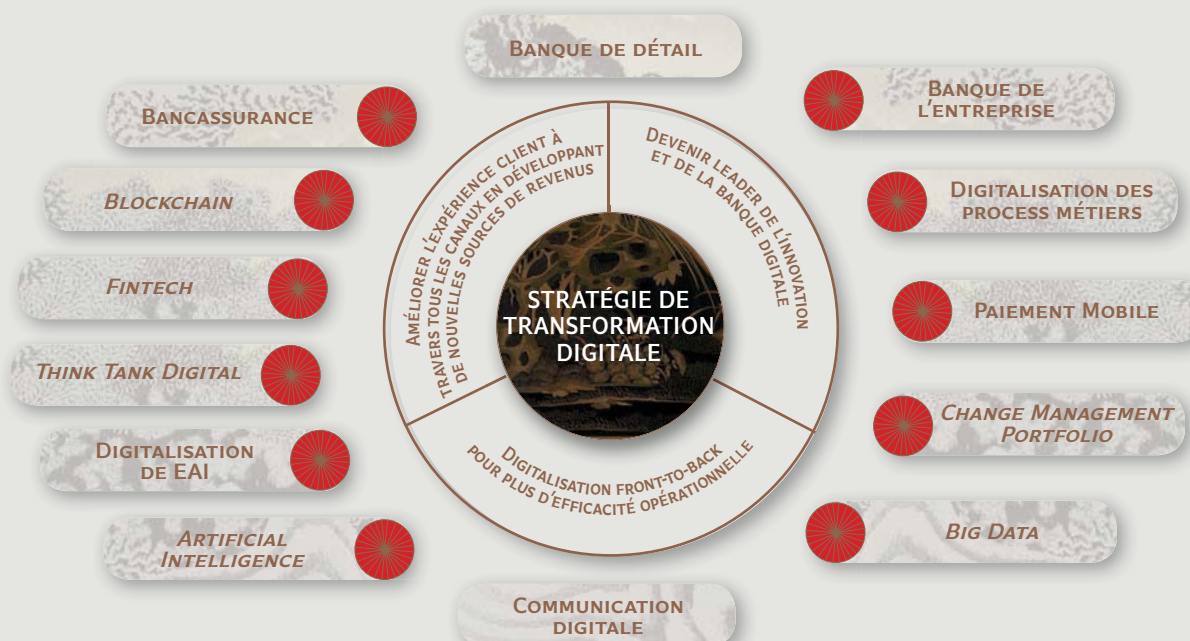 Banque de détail
Bancassurance
Banque de
l'entreprise
Blockchain
Digitalisation des
process métiers
Fintech
Paiement Mobile
Think Tank Digital
Change Management
Portfolio
Digitalisation
de EAI
Big Data
Artificial
Intelligence
Communication
digitale
Améliorer l'expérience client à
travers tous les canaux en développant
de nouvelles sources de revenus
Devenir leader de l'innovation
et de la banque digitale
STRATÉGIE DE
TRANSFORMATION
DIGITALE
Digitalisation front-to-back
pour plus d'efficacité opérationnelle